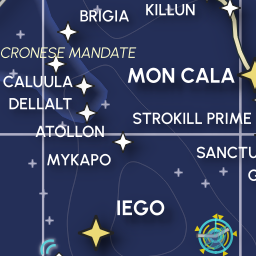 KILLUN
BRIGIA
CRONESE MANDATE
MON CALA
CALUULA
DELLALT
STROKILL PRIME
ATOLLON
SANCTU
MYKAPO
G
IEGO